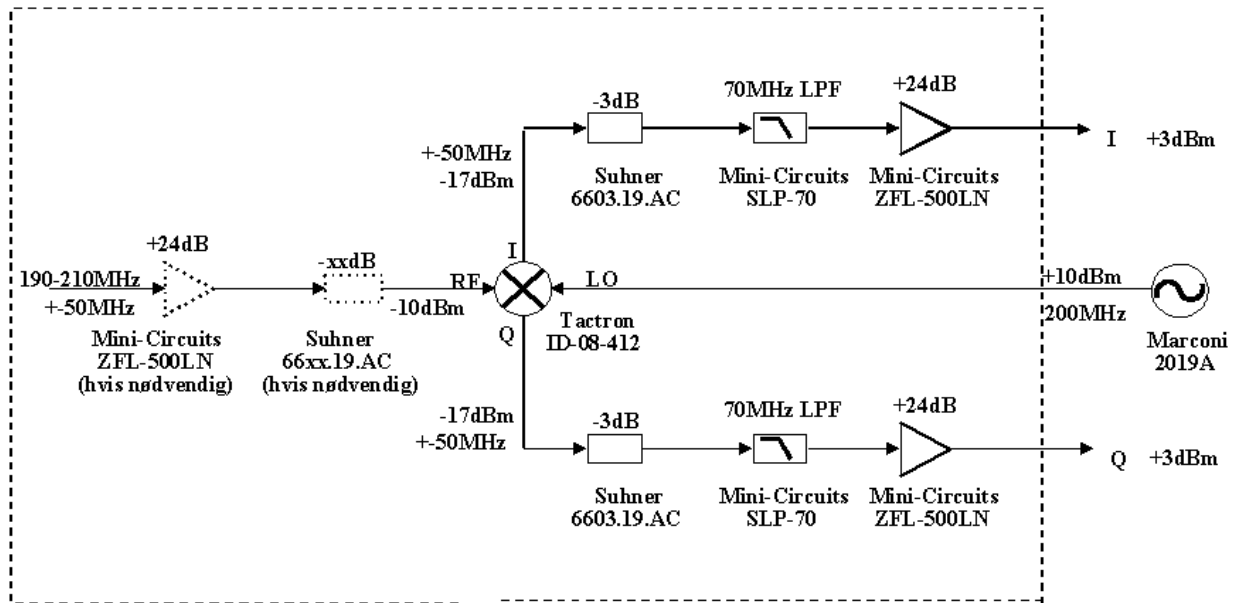 -3dB
70MHz LPF
+24dB
+-50MHz
-17dBm
Suhner
6603.19.AC
Mini-Circuits
SLP-70
Mini-Circuits
ZFL-500LN
I +3dBm
+24dB
-xxdB
I
190-210MHz
+-50MHz
RF
-10dBm
LO
+10dBm
200MHz
Q
Mini-Circuits
ZFL-500LN
(hvis nødvendig)
Suhner
66xx.19.AC
(hvis nødvendig)
Tactron
ID-08-412
Marconi
2019A
-17dBm
+-50MHz
-3dB
70MHz LPF
+24dB
Suhner
6603.19.AC
Mini-Circuits
SLP-70
Mini-Circuits
ZFL-500LN
Q +3dBm